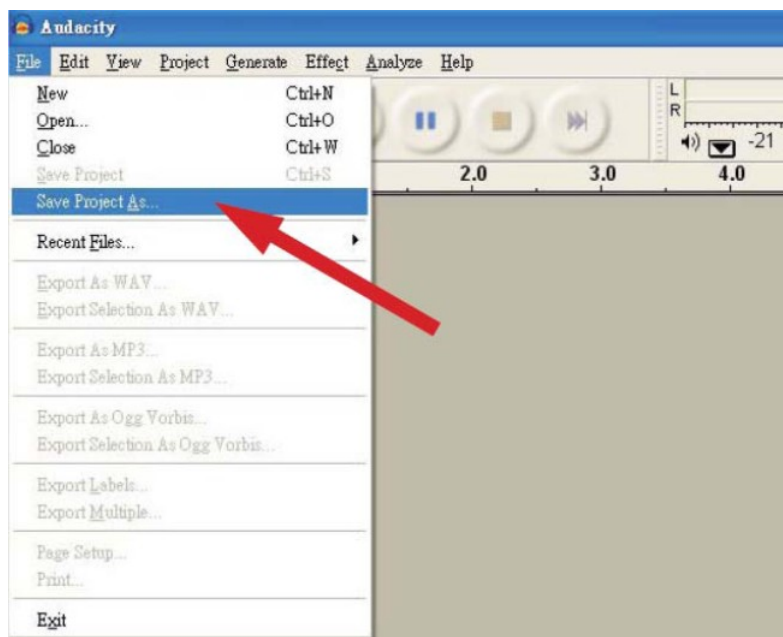 Audacity
File Edit View Project Generate Effect Analyze Help
New Ctrl+N
Open... Ctrl+O
Close Ctrl+W
Save Project Ctrl+S
Save Project As...
Recent Files...
Export As WAV...
Export Selection As WAV...
Export As MP3...
Export Selection As MP3...
Export As Ogg Vorbis...
Export Selection As Ogg Vorbis...
Export Labels...
Export Multiple...
Page Setup...
Print...
Exit
L
R
-21
2.0 3.0 4.0